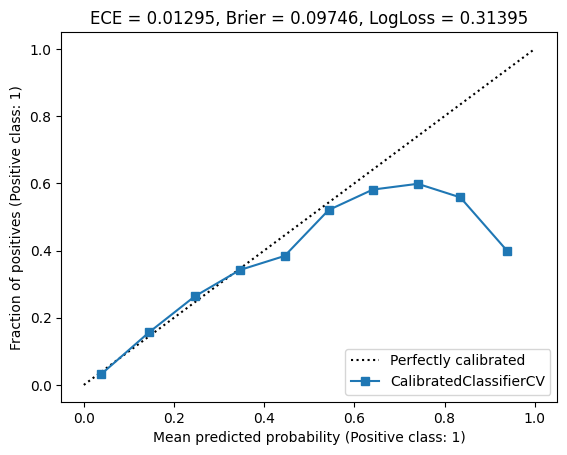 ECE = 0.01295, Brier = 0.09746, LogLoss = 0.31395
Fraction of positives (Positive class: 1)
1.0
0.8
0.6
0.4
0.2
0.0
0.0 0.2 0.4 0.6 0.8 1.0
Mean predicted probability (Positive class: 1)
Perfectly calibrated
CalibratedClassifierCV